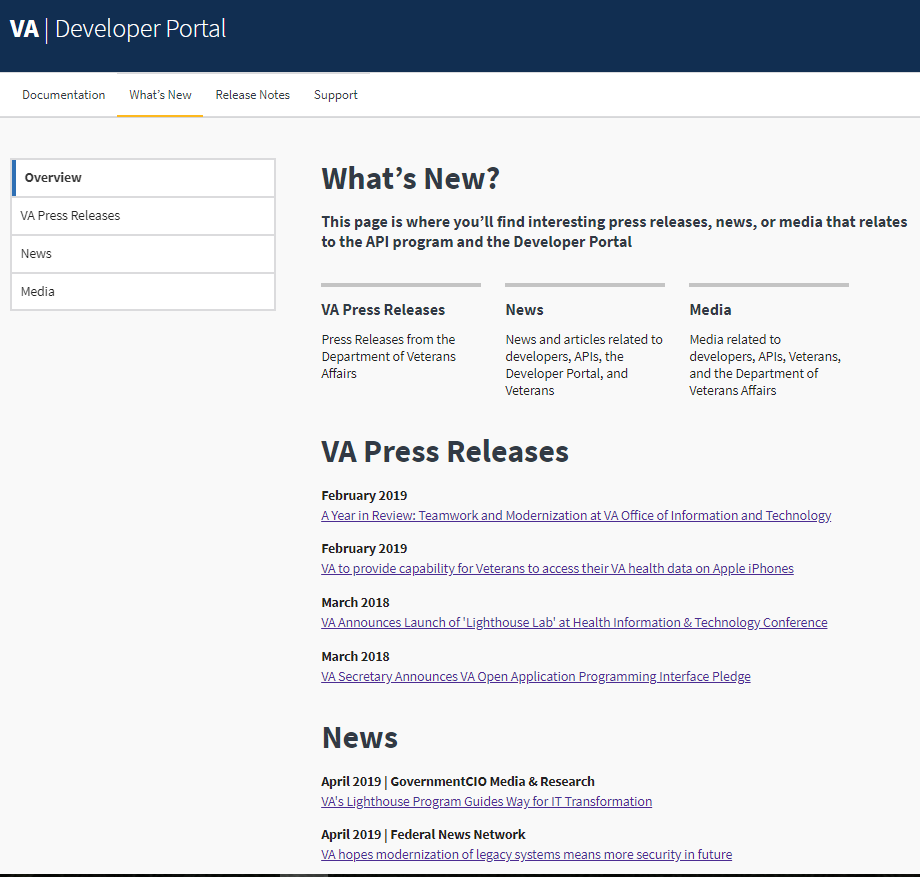 VA | Developer Portal
Documentation What's New Release Notes Support
Overview
VA Press Releases
News
Media
What's New?
This page is where you'll find interesting press releases, news, or media that relates
to the API program and the Developer Portal
VA Press Releases
Press Releases from the
Department of Veterans
Affairs
News
News and articles related to
developers, APIs, the
Developer Portal, and
Veterans
Media
Media related to
developers, APIs, Veterans,
and the Department of
Veterans Affairs
VA Press Releases
February 2019
A Year in Review: Teamwork and Modernization at VA Office of Information and Technology
February 2019
VA to provide capability for Veterans to access their VA health data on Apple iPhones
March 2018
VA Announces Launch of 'Lighthouse Lab' at Health Information & Technology Conference
March 2018
VA Secretary Announces VA Open Application Programming Interface Pledge
News
April 2019 | GovernmentCIO Media & Research
VA's Lighthouse Program Guides Way for IT Transformation
April 2019 | Federal News Network
VA hopes modernization of legacy systems means more security in future